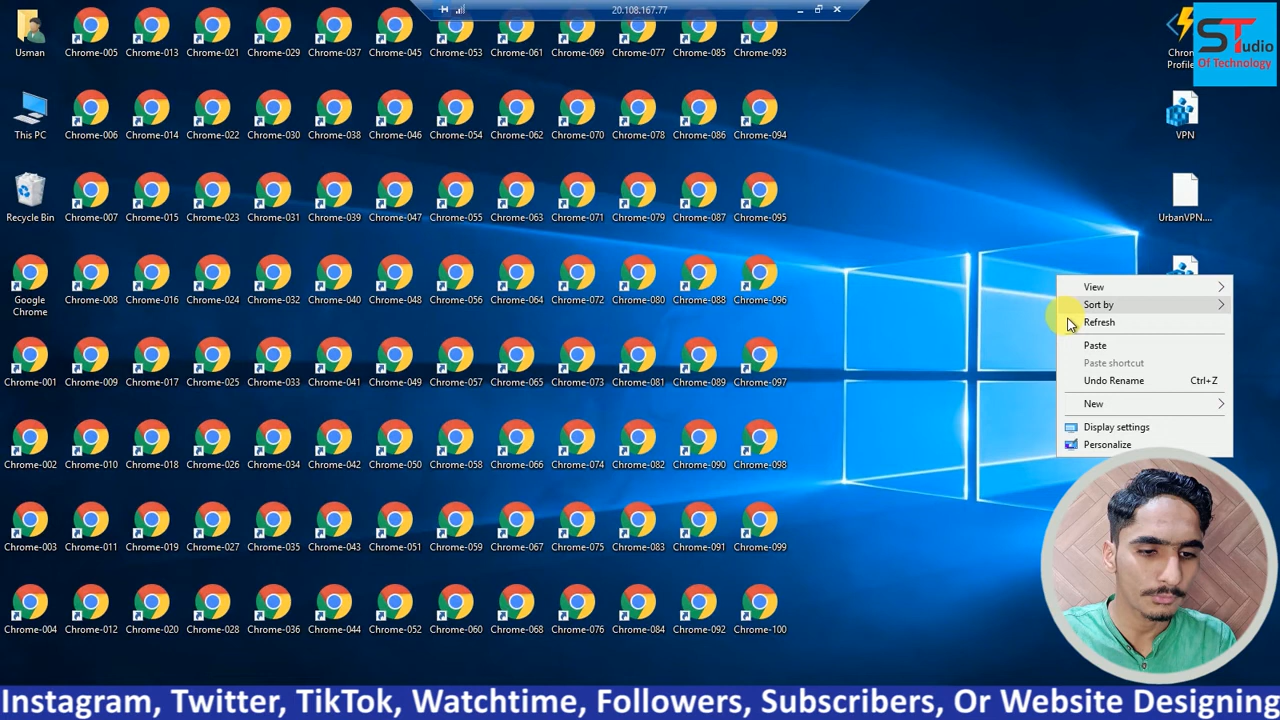 20.108.167.77
Usman
Chrome-005
Chrome-013
Chrome-021
Chrome-029
Chrome-037
Chrome-045
Chrome-053
Chrome-061
Chrome-069
Chrome-077
Chrome-085
Chrome-093
Chron
Profile
STudio
Of Technology
This PC
Chrome-006
Chrome-014
Chrome-022
Chrome-030
Chrome-038
Chrome-046
Chrome-054
Chrome-062
Chrome-070
Chrome-078
Chrome-086
Chrome-094
VPN
Recycle Bin
Chrome-007
Chrome-015
Chrome-023
Chrome-031
Chrome-039
Chrome-047
Chrome-055
Chrome-063
Chrome-071
Chrome-079
Chrome-087
Chrome-095
UrbanVPN....
Google
Chrome
Chrome-008
Chrome-016
Chrome-024
Chrome-032
Chrome-040
Chrome-048
Chrome-056
Chrome-064
Chrome-072
Chrome-080
Chrome-088
Chrome-096
View
Sort by
Refresh
Paste
Paste shortcut
Undo Rename Ctrl+Z
New
Display settings
Personalize
Chrome-001
Chrome-009
Chrome-017
Chrome-025
Chrome-033
Chrome-041
Chrome-049
Chrome-057
Chrome-065
Chrome-073
Chrome-081
Chrome-089
Chrome-097
Chrome-002
Chrome-010
Chrome-018
Chrome-026
Chrome-034
Chrome-042
Chrome-050
Chrome-058
Chrome-066
Chrome-074
Chrome-082
Chrome-090
Chrome-098
Chrome-003
Chrome-011
Chrome-019
Chrome-027
Chrome-035
Chrome-043
Chrome-051
Chrome-059
Chrome-067
Chrome-075
Chrome-083
Chrome-091
Chrome-099
Chrome-004
Chrome-012
Chrome-020
Chrome-028
Chrome-036
Chrome-044
Chrome-052
Chrome-060
Chrome-068
Chrome-076
Chrome-084
Chrome-092
Chrome-100
Instagram, Twitter, TikTok, Watchtime, Followers, Subscribers, Or Website Designing